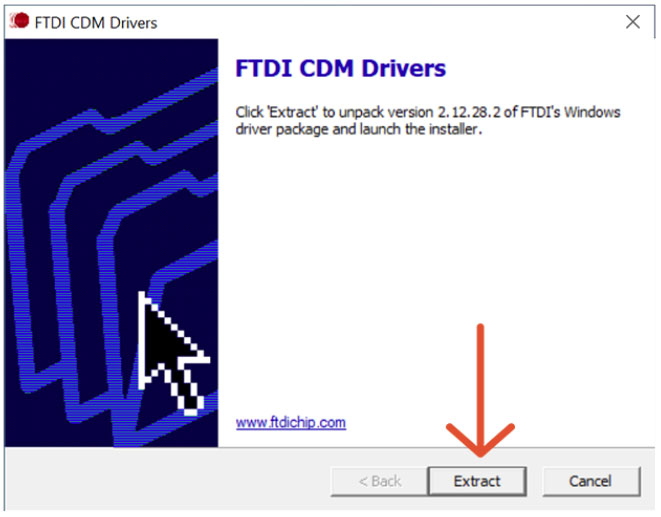 FTDI CDM Drivers
FTDI CDM Drivers
Click 'Extract' to unpack version 2.12.28.2 of FTDI's Windows
driver package and launch the installer.
www.ftdichip.com
< Back
Extract
Cancel